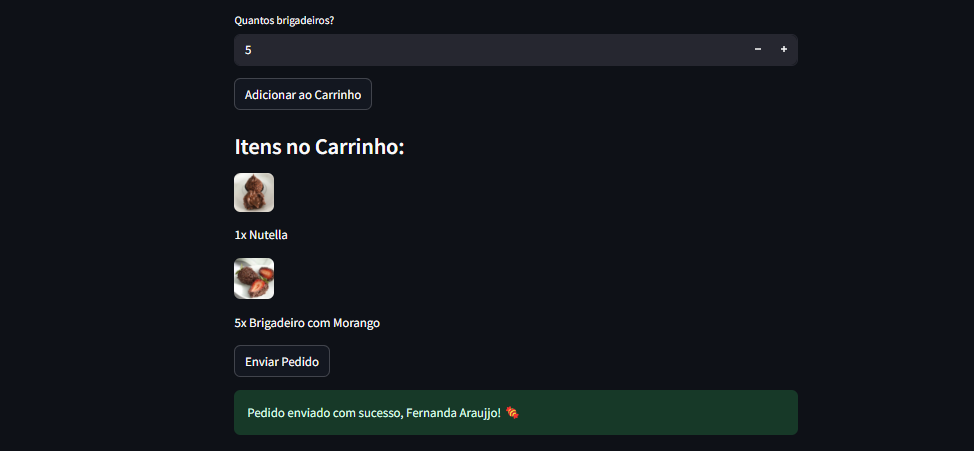 Quantos brigadeiros?
5
Adicionar ao Carrinho
Itens no Carrinho:
1x Nutella
5x Brigadeiro com Morango
Enviar Pedido
Pedido enviado com sucesso, Fernanda Araujjo! 🍬